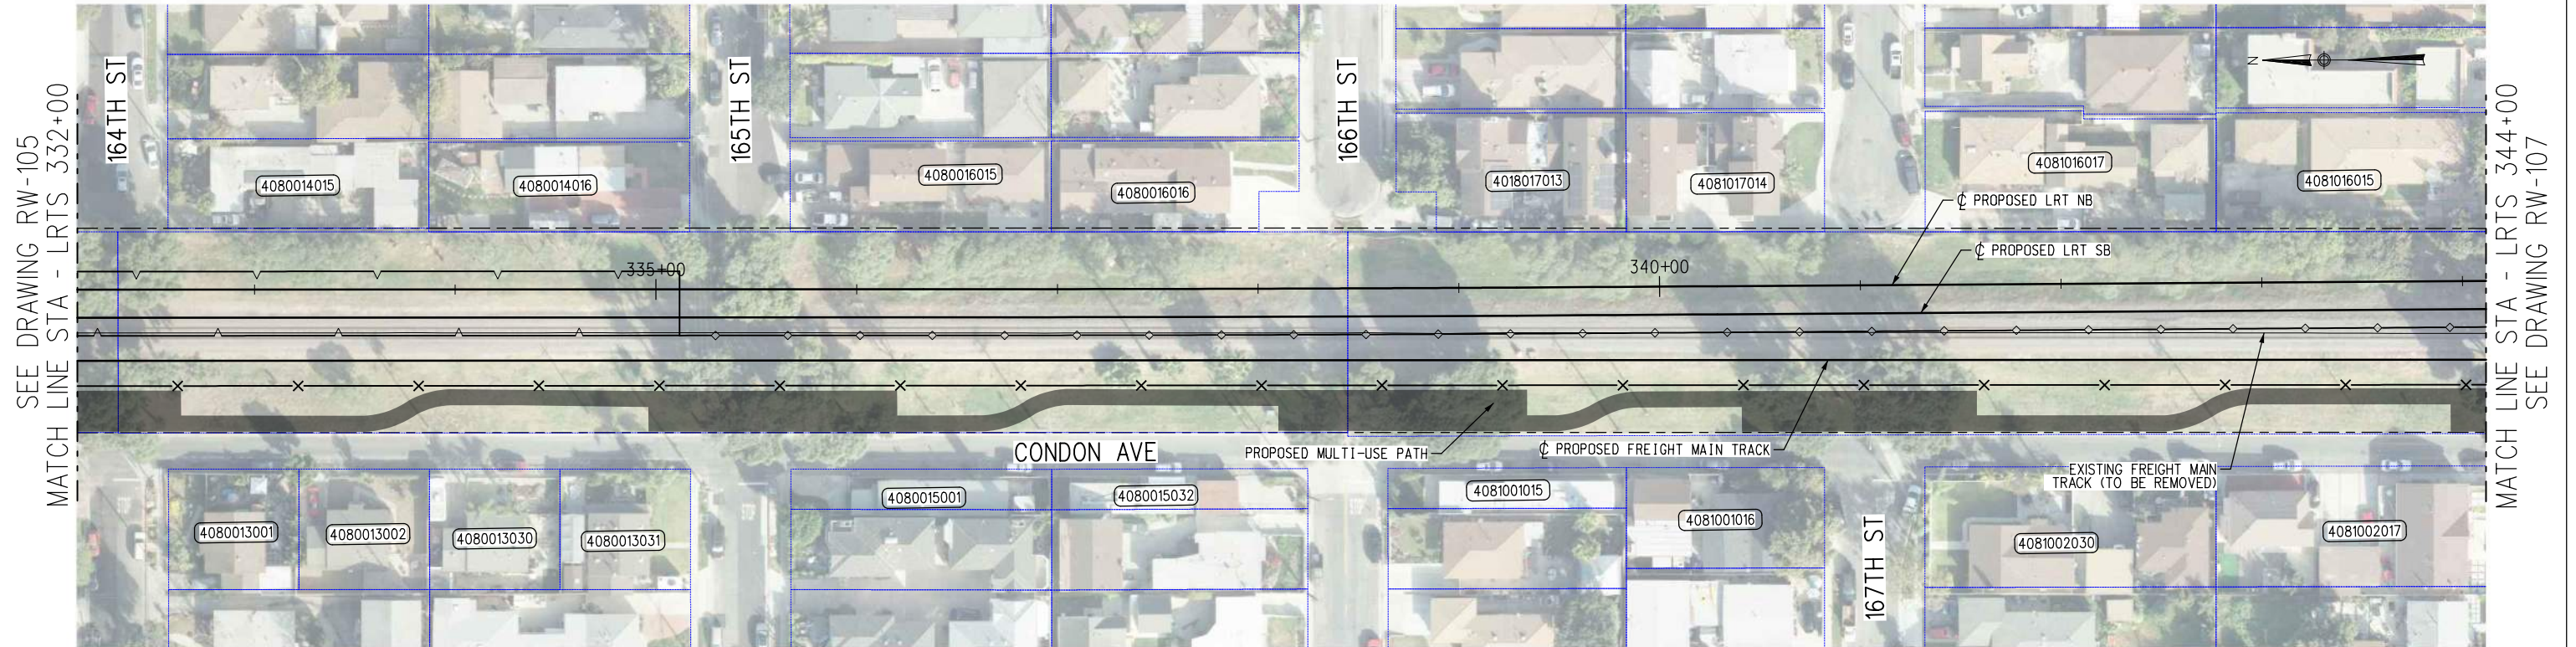 SEE DRAWING RW-105
MATCH LINE STA - LRTS 332+00
164TH ST
165TH ST
166TH ST
N
4080014015
4080014016
4080016015
4080016016
4018017013
4081017014
4081016017
4081016015
℄ PROPOSED LRT NB
℄ PROPOSED LRT SB
335+00
340+00
CONDON AVE
PROPOSED MULTI-USE PATH
℄ PROPOSED FREIGHT MAIN TRACK
EXISTING FREIGHT MAIN
TRACK (TO BE REMOVED)
4080013001
4080013002
4080013030
4080013031
4080015001
4080015032
4081001015
4081001016
167TH ST
4081002030
4081002017
MATCH LINE STA - LRTS 344+00
SEE DRAWING RW-107